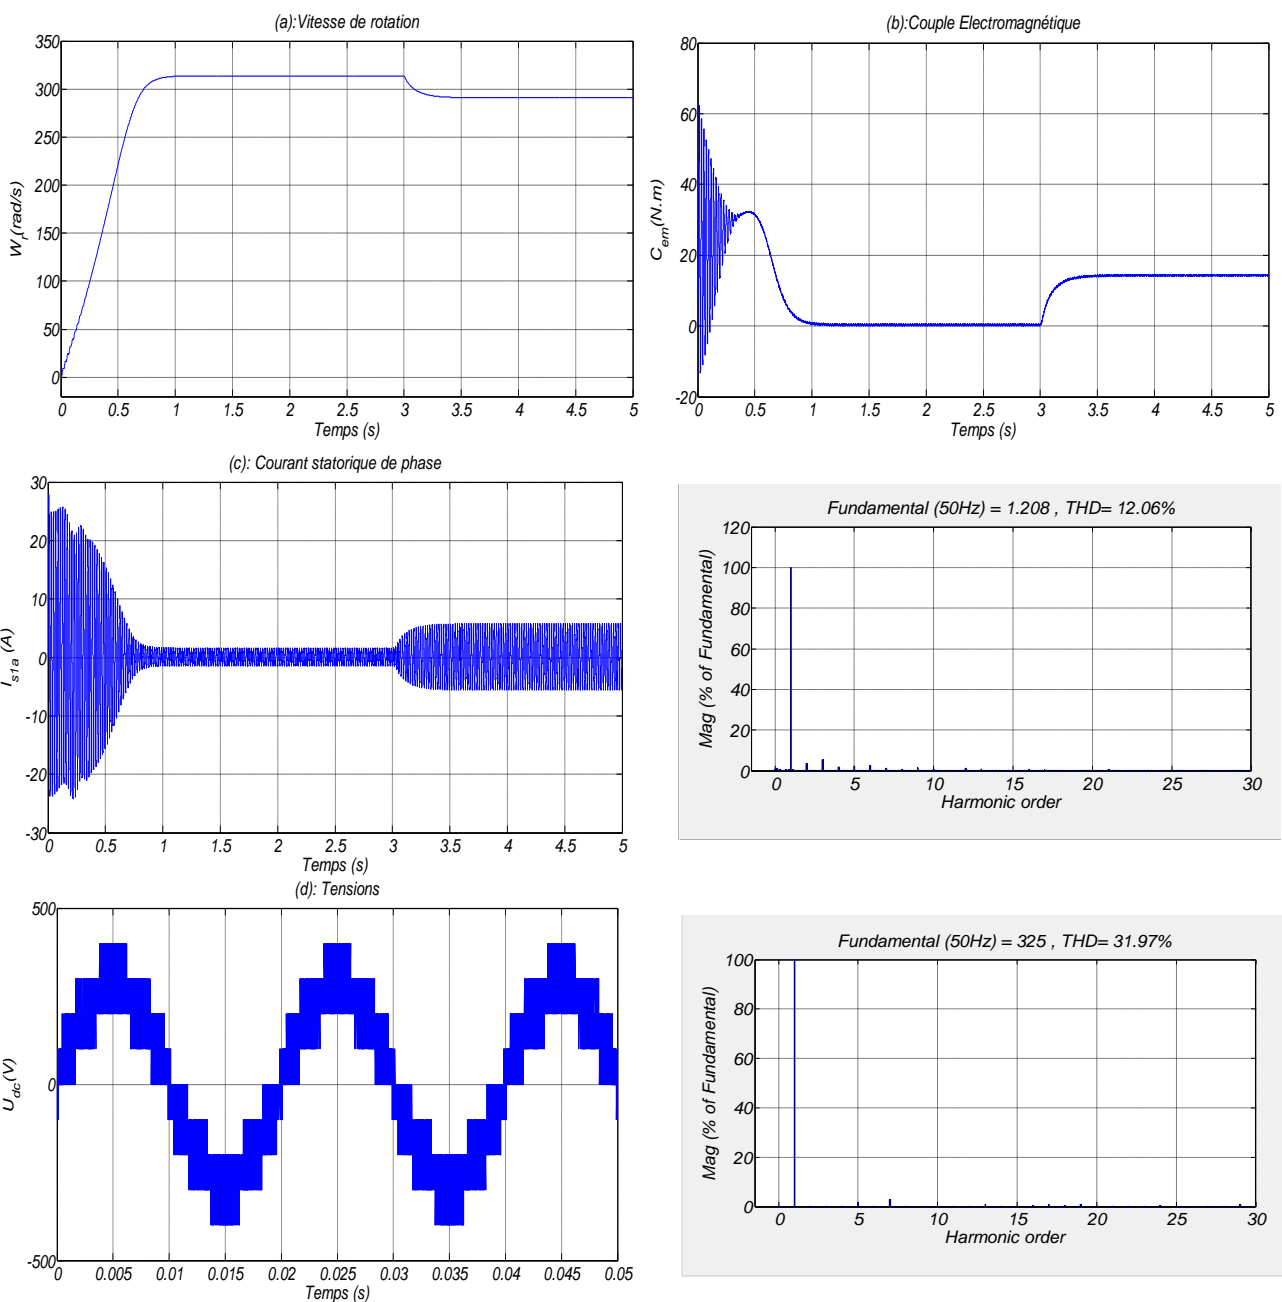 (a):Vitesse de rotation
350
300
250
200
150
100
50
0
W_r(rad/s)
0 0.5 1 1.5 2 2.5 3 3.5 4 4.5 5
Temps (s)
(b):Couple Electromagnétique
80
60
40
20
0
-20
C_em(N.m)
0 0.5 1 1.5 2 2.5 3 3.5 4 4.5 5
Temps (s)
(c): Courant statorique de phase
30
20
10
0
-10
-20
-30
I_s1a (A)
0 0.5 1 1.5 2 2.5 3 3.5 4 4.5 5
Temps (s)
Fundamental (50Hz) = 1.208 , THD= 12.06%
120
100
80
60
40
20
0
Mag (% of Fundamental)
0 5 10 15 20 25 30
Harmonic order
(d): Tensions
500
0
-500
U_dc(V)
0 0.005 0.01 0.015 0.02 0.025 0.03 0.035 0.04 0.045 0.05
Temps (s)
Fundamental (50Hz) = 325 , THD= 31.97%
100
80
60
40
20
0
Mag (% of Fundamental)
0 5 10 15 20 25 30
Harmonic order